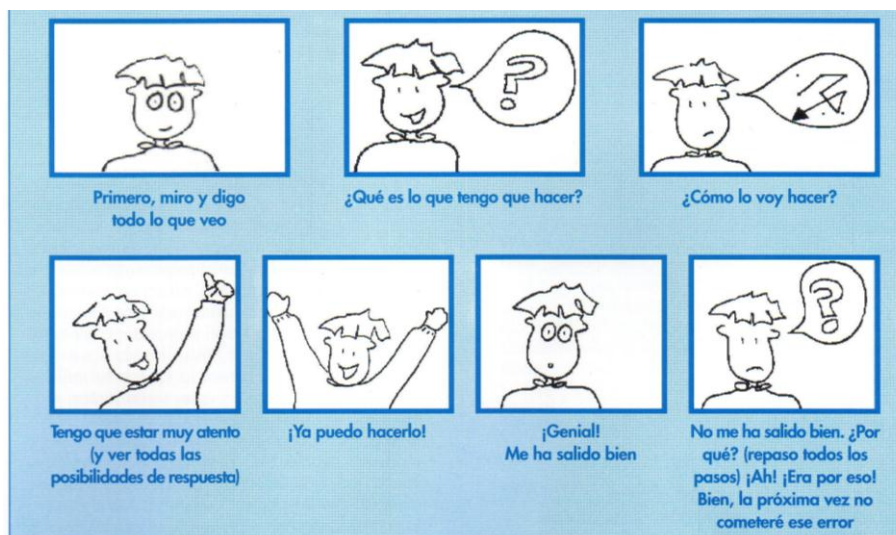 ?
?
Primero, miro y digo
todo lo que veo
¿Qué es lo que tengo que hacer?
¿Cómo lo voy hacer?
?
Tengo que estar muy atento
(y ver todas las
posibilidades de respuesta)
¡Ya puedo hacerlo!
¡Genial!
Me ha salido bien
No me ha salido bien. ¿Por
qué? (repaso todos los
pasos) ¡Ah! ¡Era por eso!
Bien, la próxima vez no
cometeré ese error